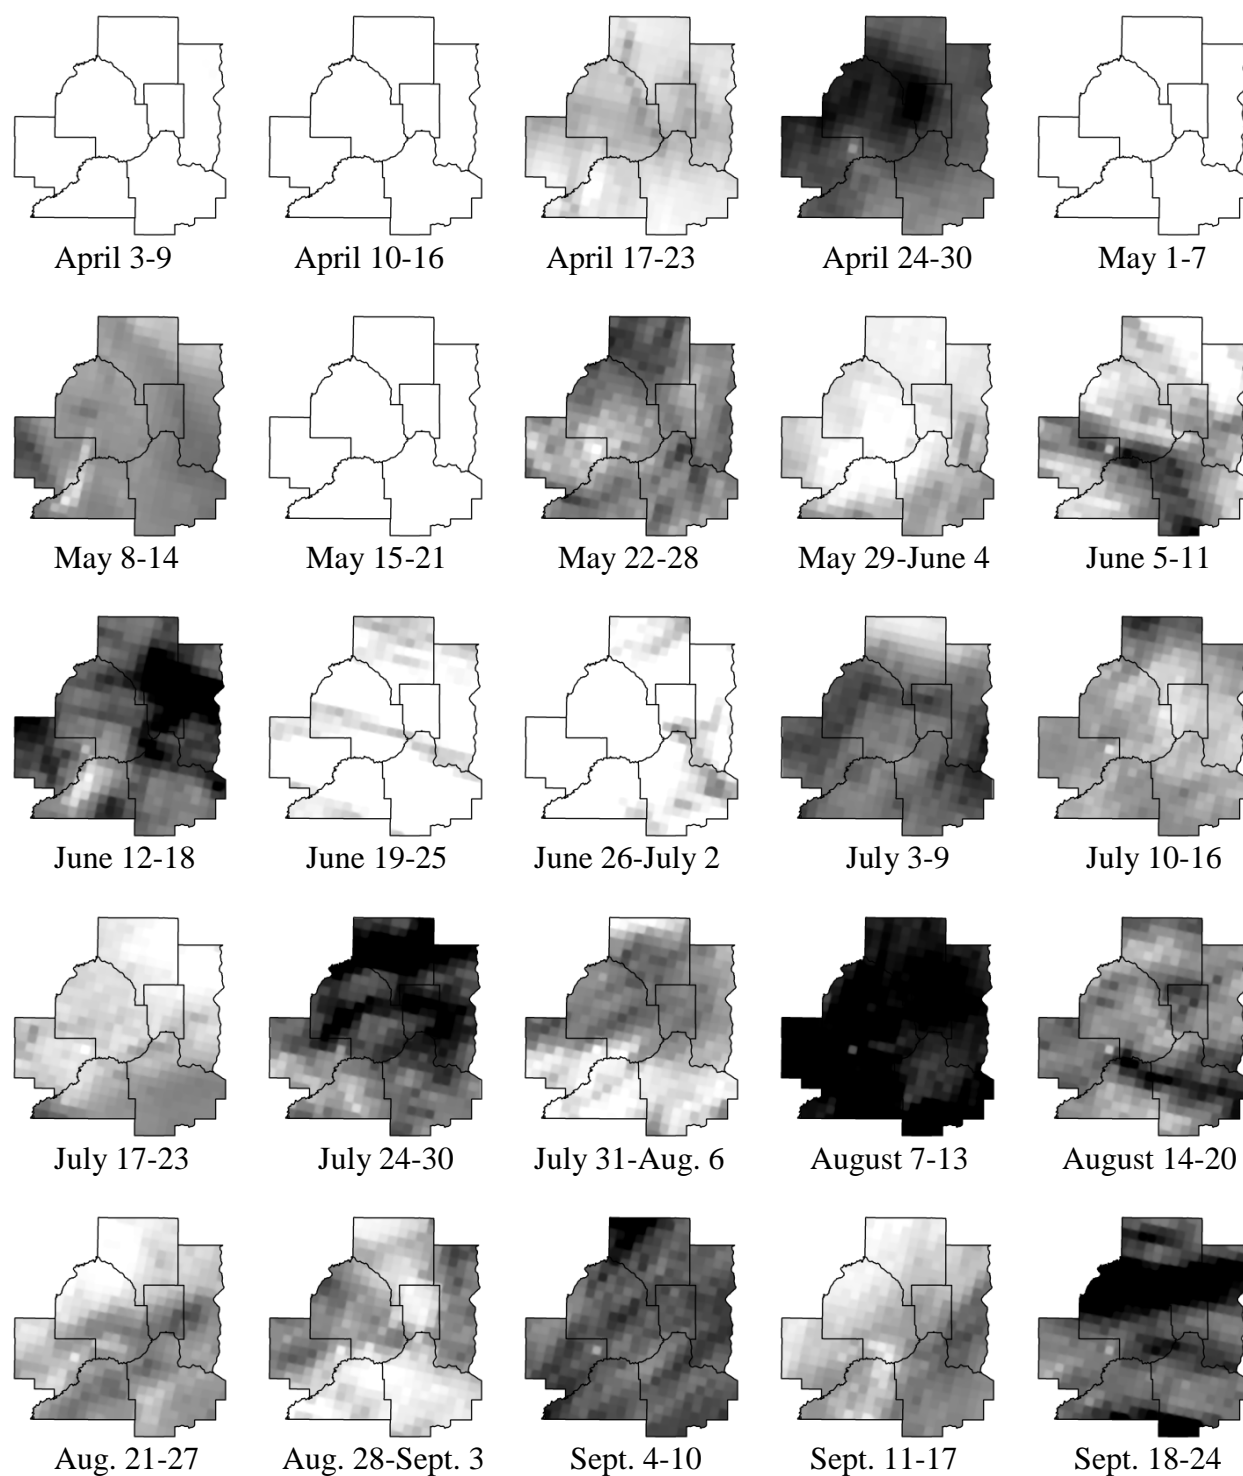 April 3-9 April 10-16 April 17-23 April 24-30 May 1-7
May 8-14 May 15-21 May 22-28 May 29-June 4 June 5-11
June 12-18 June 19-25 June 26-July 2 July 3-9 July 10-16
July 17-23 July 24-30 July 31-Aug. 6 August 7-13 August 14-20
Aug. 21-27 Aug. 28-Sept. 3 Sept. 4-10 Sept. 11-17 Sept. 18-24